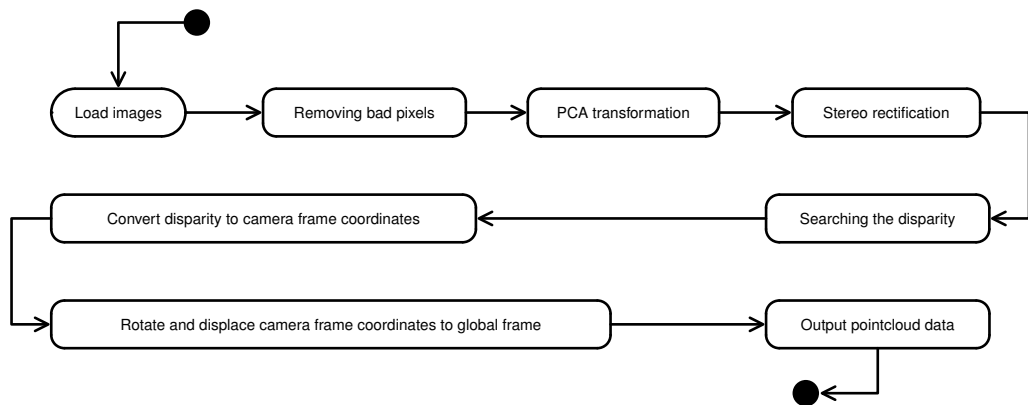 Load images
Removing bad pixels
PCA transformation
Stereo rectification
Searching the disparity
Convert disparity to camera frame coordinates
Rotate and displace camera frame coordinates to global frame
Output pointcloud data